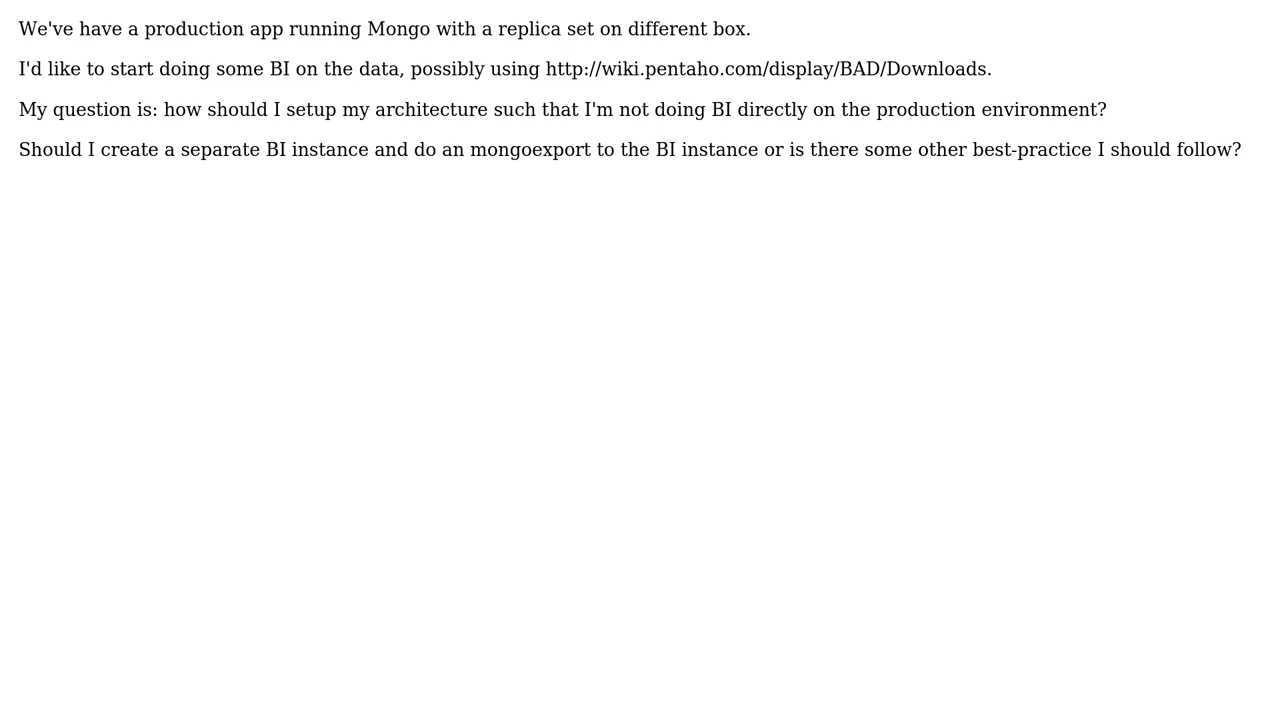 We've have a production app running Mongo with a replica set on different box.
I'd like to start doing some BI on the data, possibly using http://wiki.pentaho.com/display/BAD/Downloads.
My question is: how should I setup my architecture such that I'm not doing BI directly on the production environment?
Should I create a separate BI instance and do an mongoexport to the BI instance or is there some other best-practice I should follow?